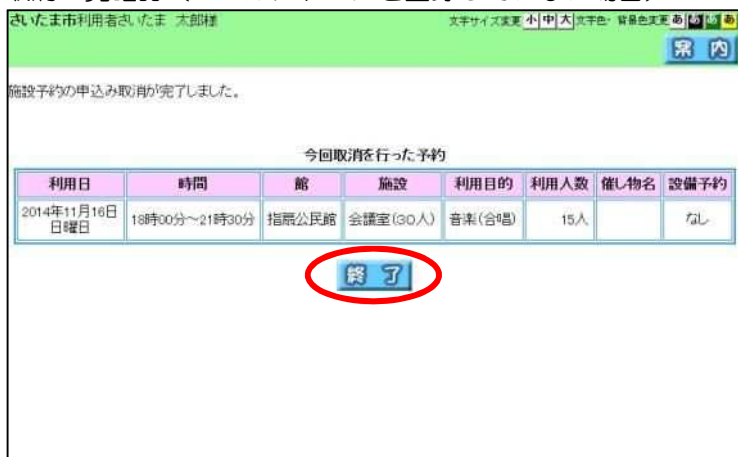 さいたま市利用者さいたま 太郎様 文字サイズ変更 小 中 大 文字色・背景色変更 あ あ あ あ
案 内
施設予約の申込み取消が完了しました。
今回取消を行った予約
利用日 時間 館 施設 利用目的 利用人数 催し物名 設備予約
2014年11月16日 日曜日 18時00分～21時30分 指扇公民館 会議室(30人) 音楽(合唱) 15人 なし
終 了